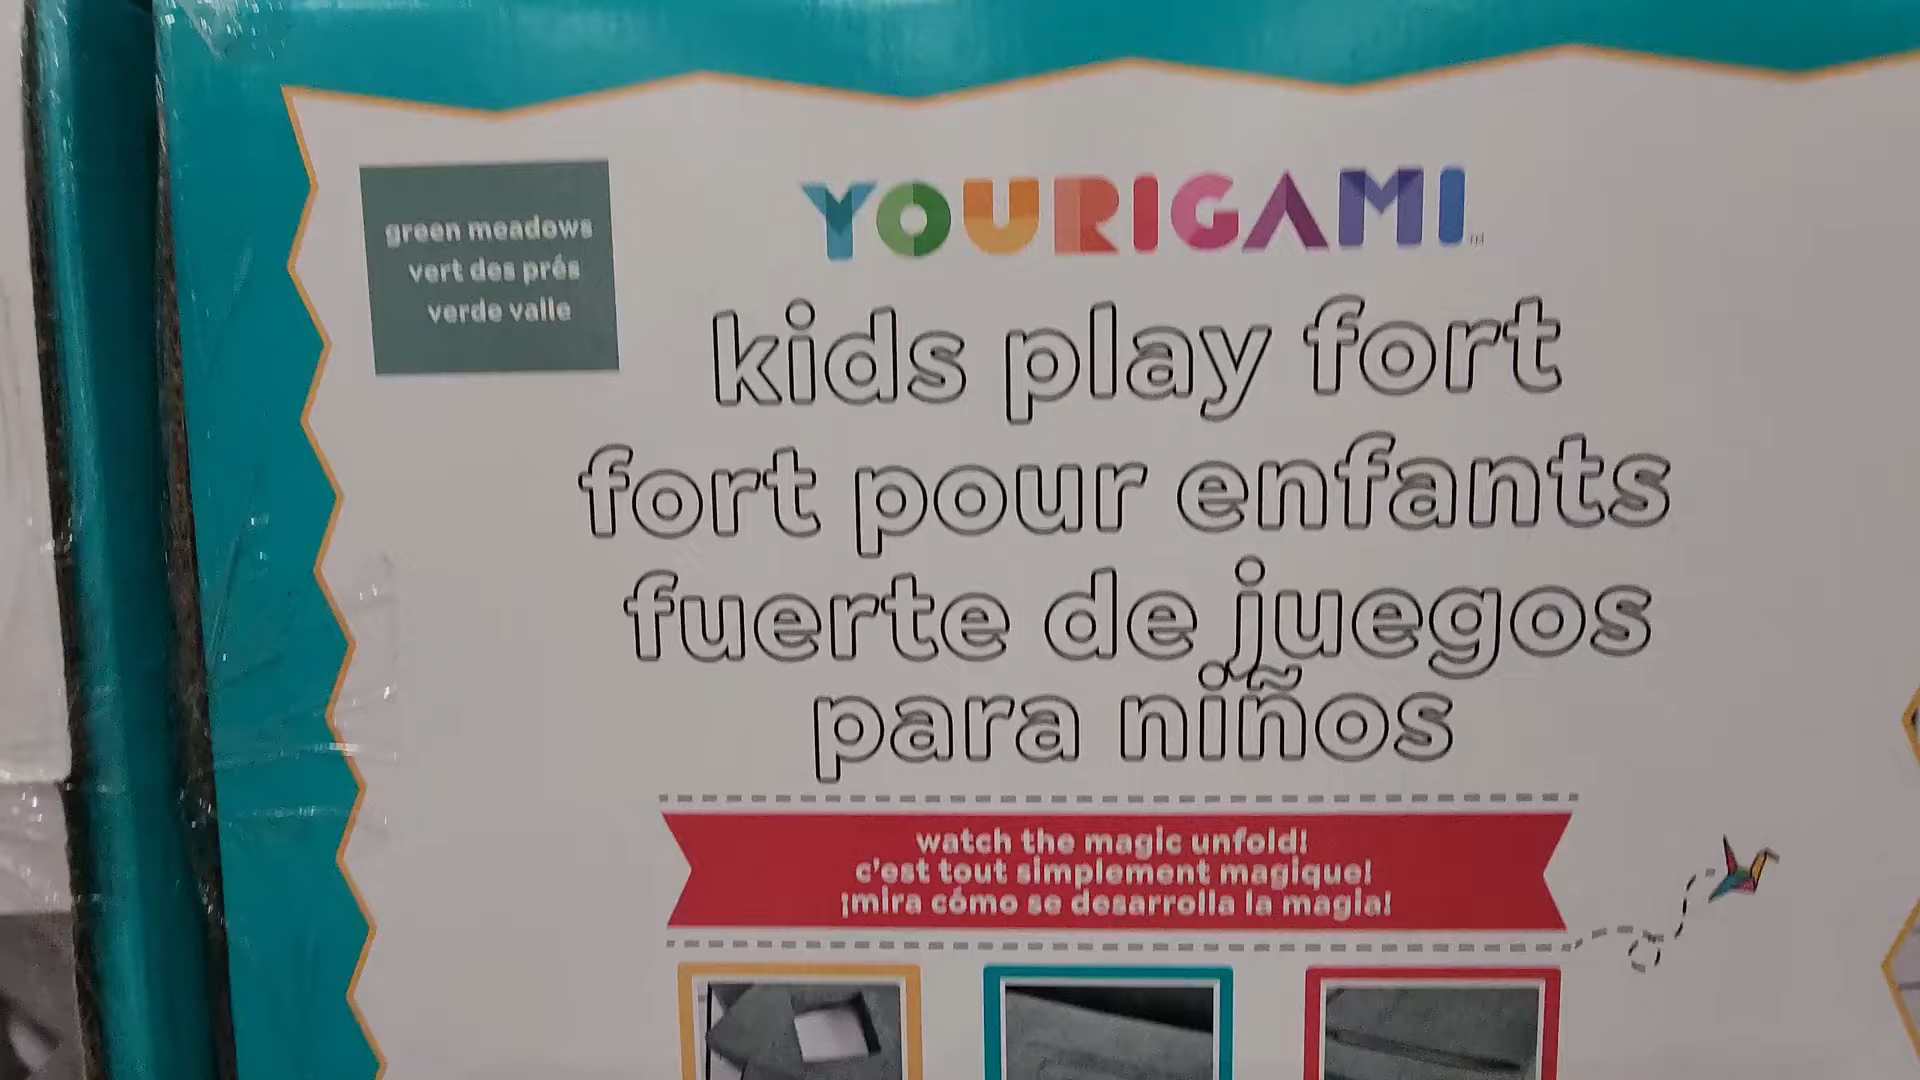 green meadows
vert des prés
verde valle
YOURIGAMI™
kids play fort
fort pour enfants
fuerte de juegos
para niños
watch the magic unfold!
c'est tout simplement magique!
¡mira cómo se desarrolla la magia!